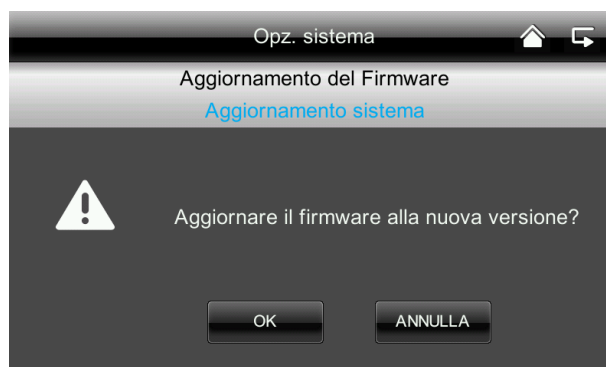 Opz. sistema
Aggiornamento del Firmware
Aggiornamento sistema
Aggiornare il firmware alla nuova versione?
OK
ANNULLA